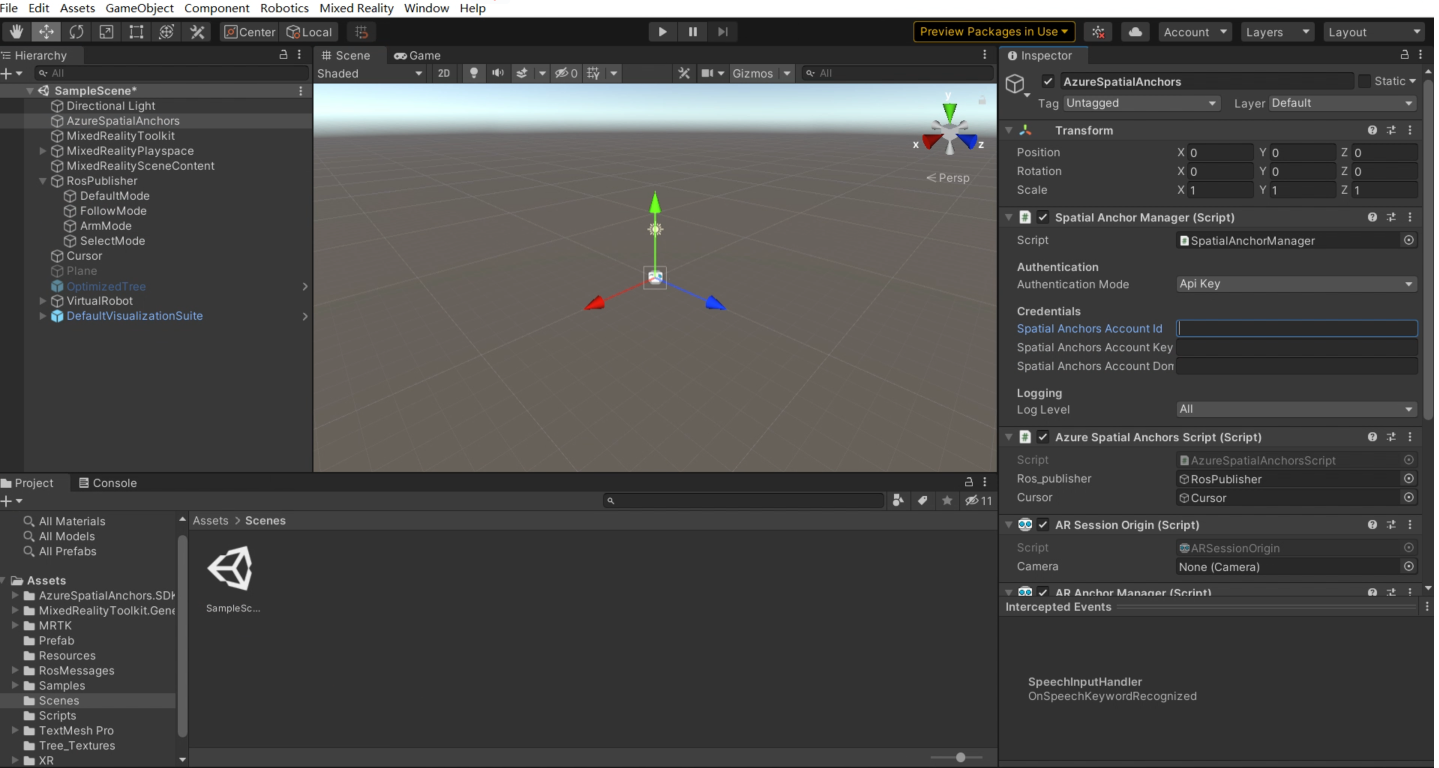 File Edit Assets GameObject Component Robotics Mixed Reality Window Help
Center Local Preview Packages in Use Account Layers Layout
Hierarchy
All
SampleScene*
Directional Light
AzureSpatialAnchors
MixedRealityToolkit
MixedRealityPlayspace
MixedRealitySceneContent
RosPublisher
DefaultMode
FollowMode
ArmMode
SelectMode
Cursor
Plane
OptimizedTree
VirtualRobot
DefaultVisualizationSuite
Scene Game
Shaded 2D 0 Gizmos All
y
x z
Persp
Inspector
AzureSpatialAnchors Static
Tag Untagged Layer Default
Transform
Position X 0 Y 0 Z 0
Rotation X 0 Y 0 Z 0
Scale X 1 Y 1 Z 1
Spatial Anchor Manager (Script)
Script SpatialAnchorManager
Authentication
Authentication Mode Api Key
Credentials
Spatial Anchors Account Id
Spatial Anchors Account Key
Spatial Anchors Account Dom
Logging
Log Level All
Azure Spatial Anchors Script (Script)
Script AzureSpatialAnchorsScript
Ros_publisher RosPublisher
Cursor Cursor
AR Session Origin (Script)
Script ARSessionOrigin
Camera None (Camera)
AR Anchor Manager (Script)
Intercepted Events
SpeechInputHandler
OnSpeechKeywordRecognized
Project Console
11
All Materials
All Models
All Prefabs
Assets
AzureSpatialAnchors.SDK
MixedRealityToolkit.Gene
MRTK
Prefab
Resources
RosMessages
Samples
Scenes
Scripts
TextMesh Pro
Tree_Textures
XR
Assets > Scenes
SampleSc...